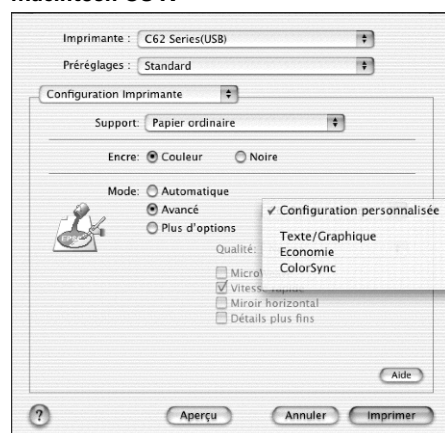 Macintosh OS X
Imprimante : C62 Series(USB)
Préréglages : Standard
Configuration Imprimante
Support: Papier ordinaire
Encre: Couleur Noire
Mode: Automatique
Avancé
Plus d'options
✓ Configuration personnalisée
Texte/Graphique
Economie
ColorSync
Qualité:
Vitesse rapide
Miroir horizontal
Détails plus fins
Aide
? Aperçu Annuler Imprimer